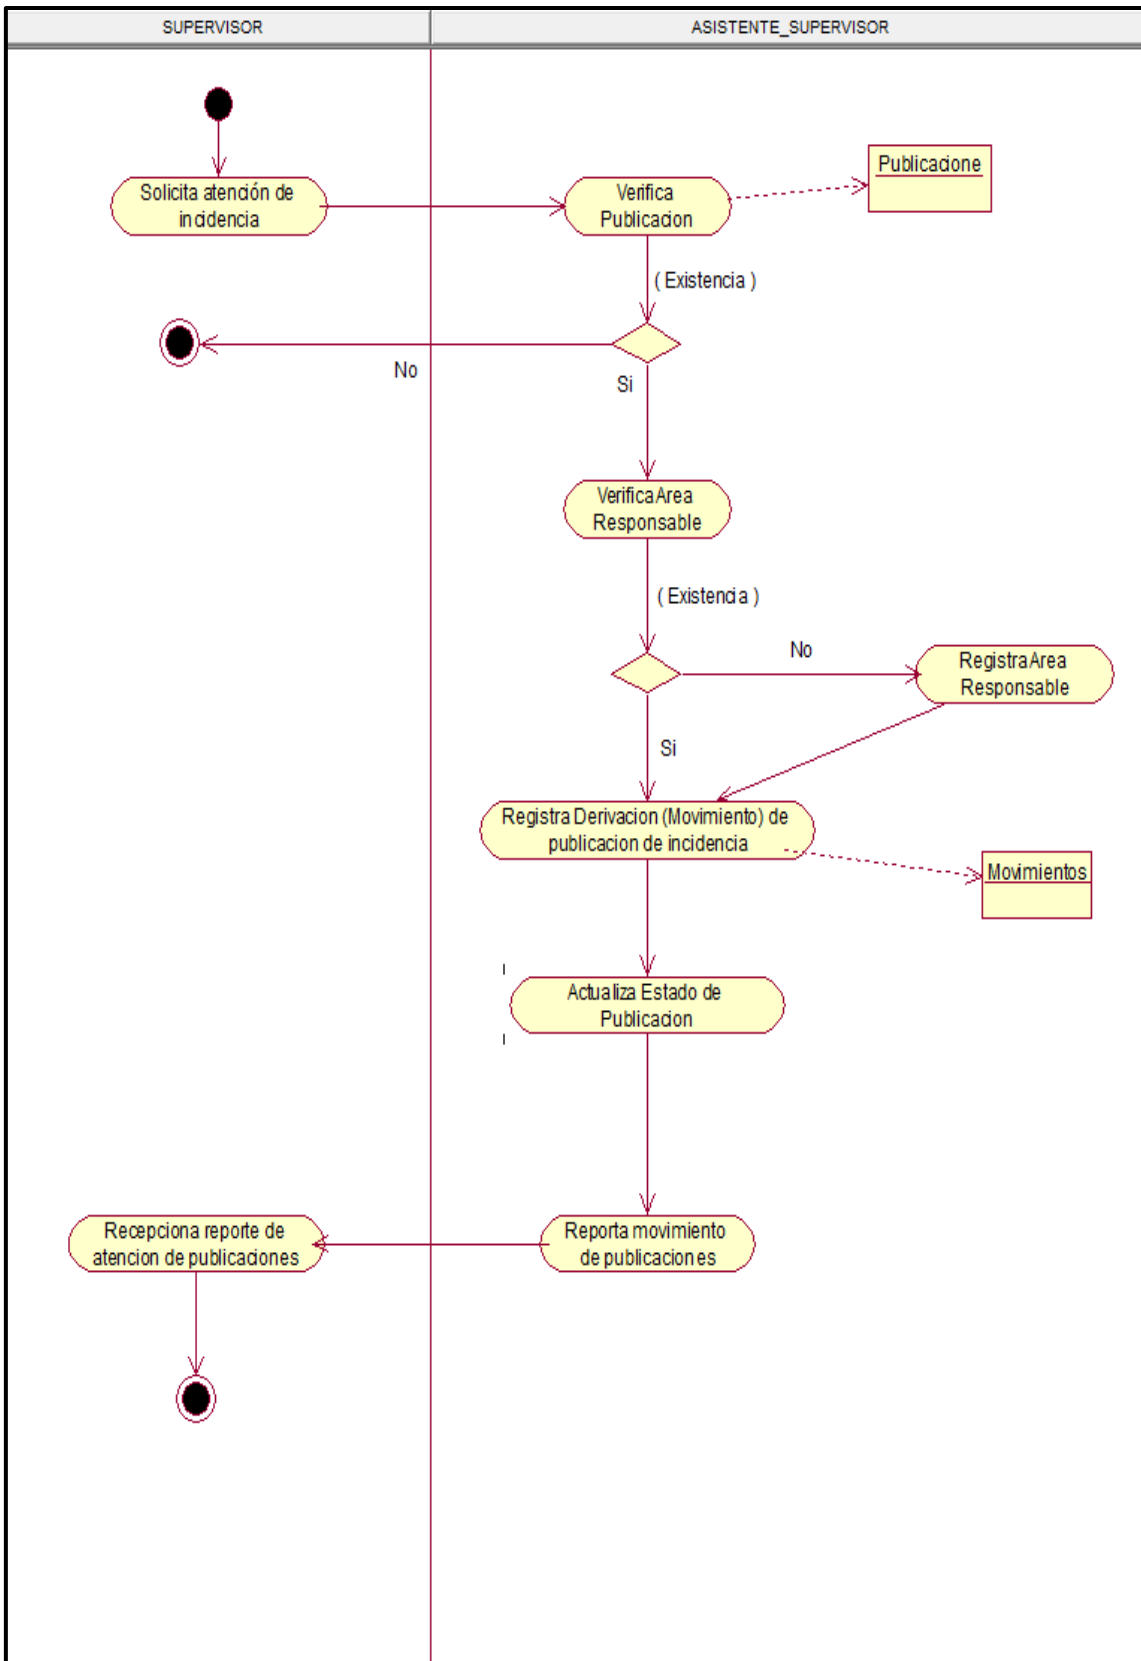 SUPERVISOR
ASISTENTE_SUPERVISOR
Solicita atención de
incidencia
Verifica
Publicacion
Publicacione
( Existencia )
No
Si
Verifica Area
Responsable
( Existencia )
No
Registra Area
Responsable
Si
Registra Derivacion (Movimiento) de
publicacion de incidencia
Movimientos
Actualiza Estado de
Publicacion
Recepciona reporte de
atencion de publicaciones
Reporta movimiento
de publicaciones